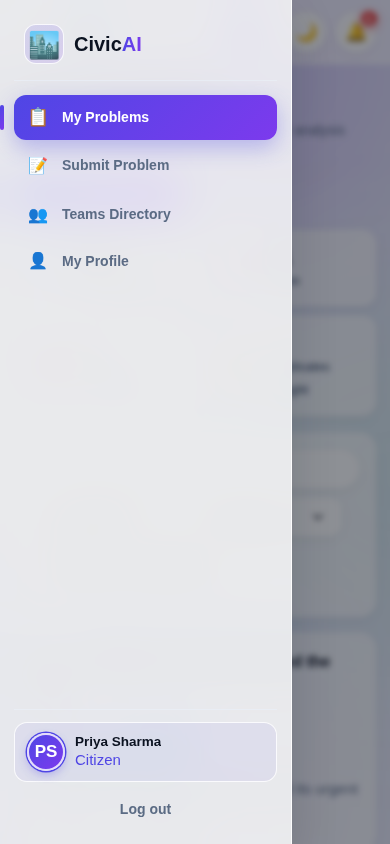 CivicAI
My Problems
Submit Problem
Teams Directory
My Profile
PS
Priya Sharma
Citizen
Log out